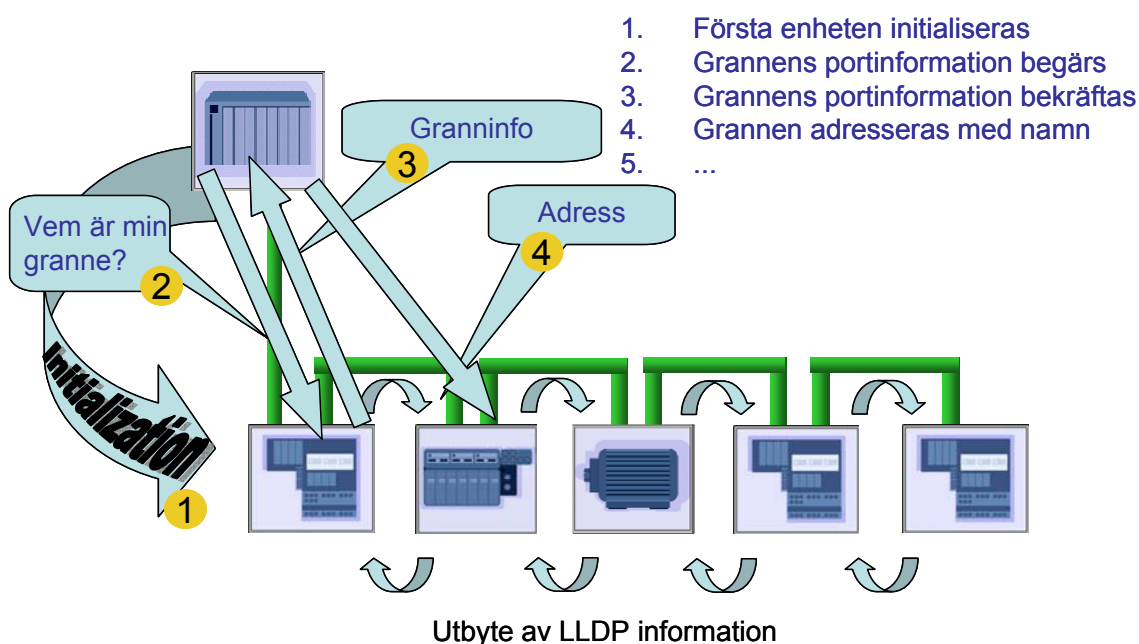 1. Första enheten initialiseras
2. Grannens portinformation begärs
3. Grannens portinformation bekräftas
4. Grannen adresseras med namn
5. ...
Granninfo
3
Adress
4
Vem är min
granne?
2
Initialization
1
Utbyte av LLDP information